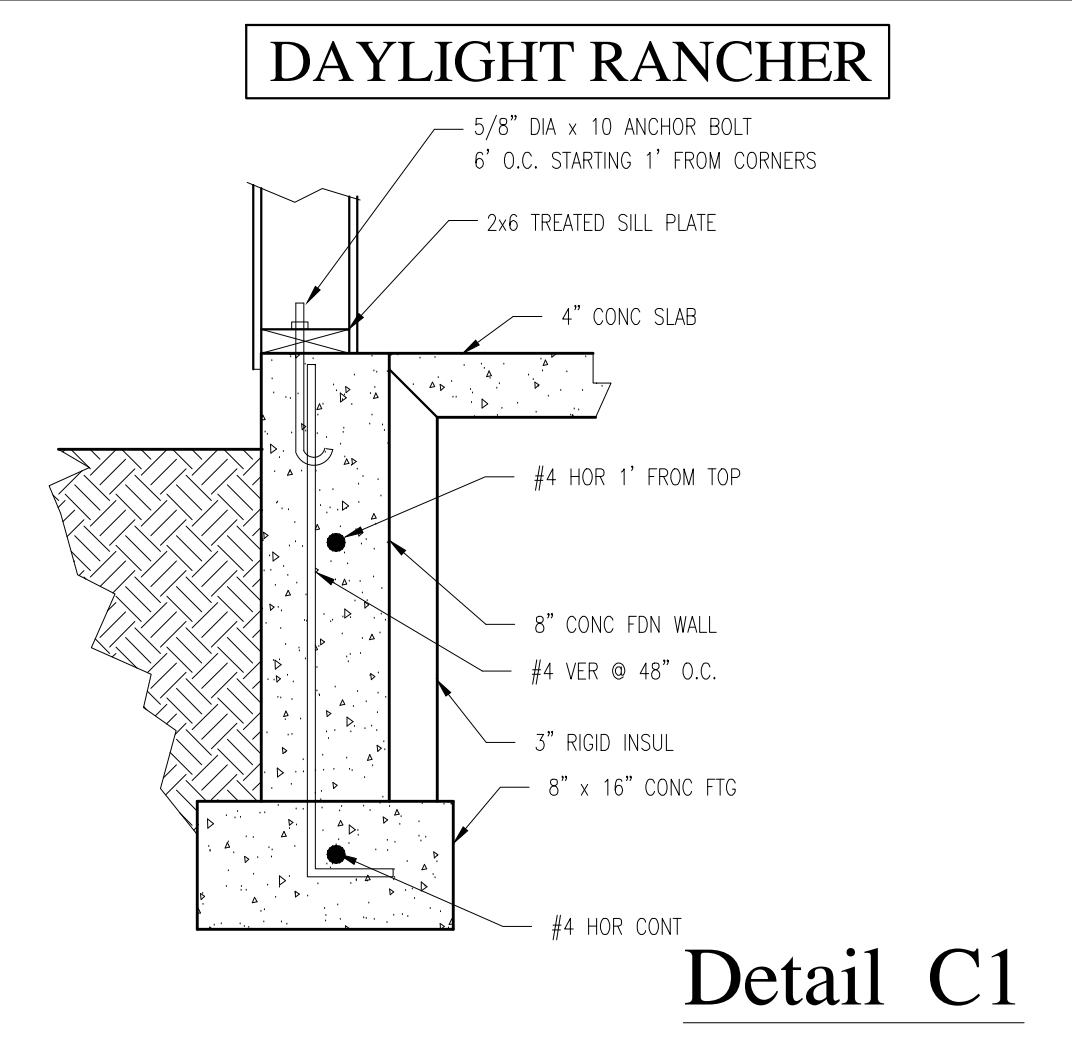 DAYLIGHT RANCHER
5/8" DIA x 10 ANCHOR BOLT
6' O.C. STARTING 1' FROM CORNERS
2x6 TREATED SILL PLATE
4" CONC SLAB
#4 HOR 1' FROM TOP
8" CONC FDN WALL
#4 VER @ 48" O.C.
3" RIGID INSUL
8" x 16" CONC FTG
#4 HOR CONT
Detail C1